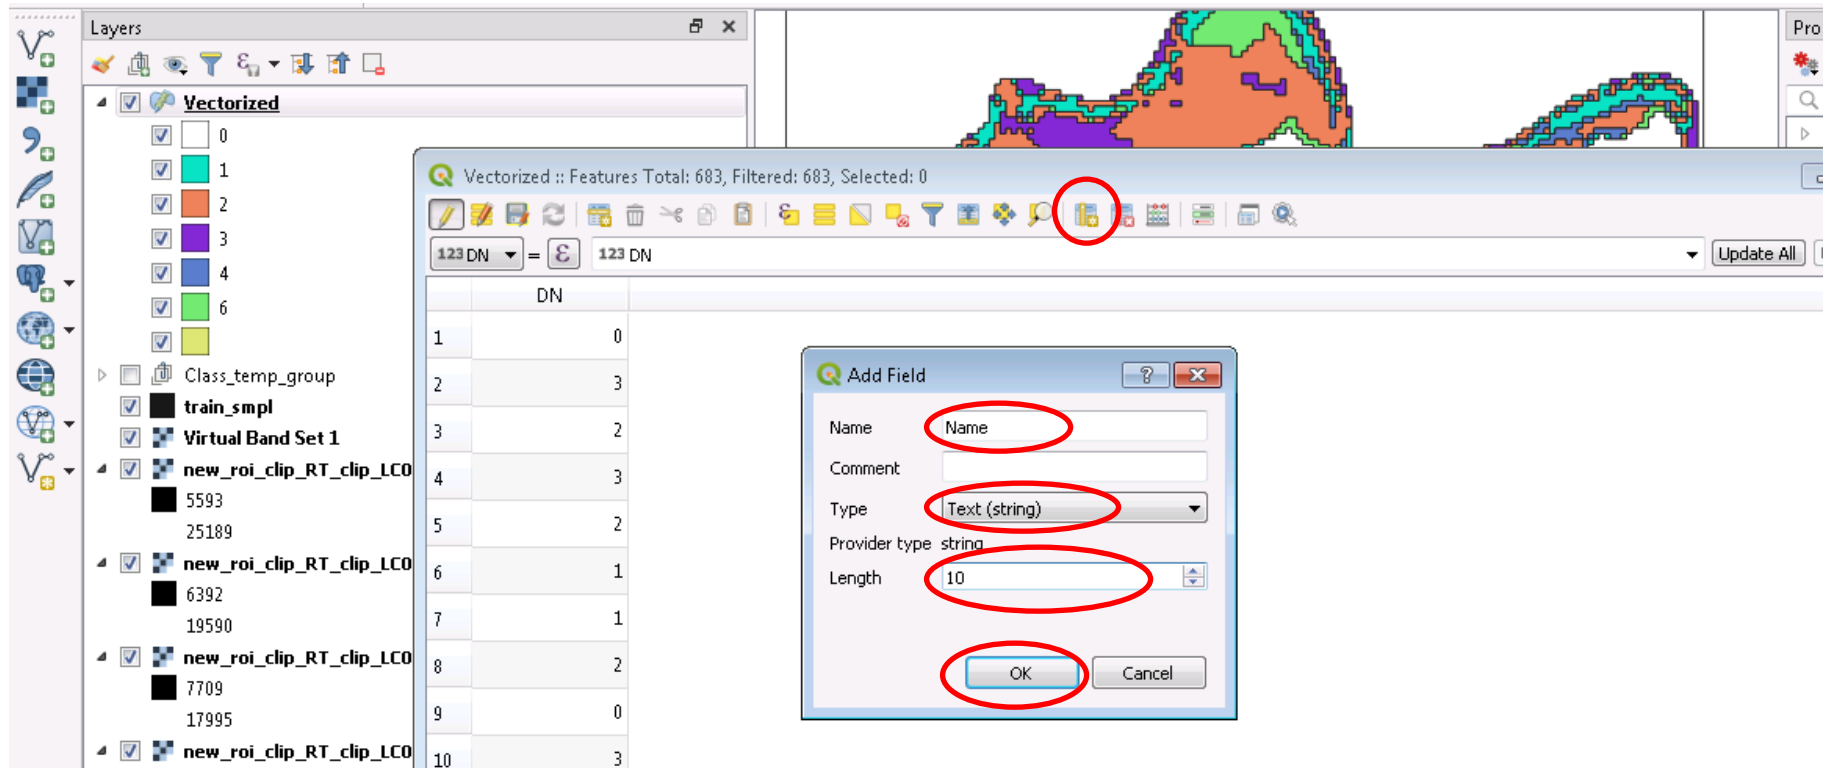 Layers
Pro
Vectorized
0
1
2
3
4
6
Class_temp_group
train_smpl
Virtual Band Set 1
new_roi_clip_RT_clip_LC0
5593
25189
new_roi_clip_RT_clip_LC0
6392
19590
new_roi_clip_RT_clip_LC0
7709
17995
new_roi_clip_RT_clip_LC0
Vectorized :: Features Total: 683, Filtered: 683, Selected: 0
123 DN = ε 123 DN Update All
DN
1 0
2 3
3 2
4 3
5 2
6 1
7 1
8 2
9 0
10 3
Add Field
Name Name
Comment
Type Text (string)
Provider type string
Length 10
OK Cancel